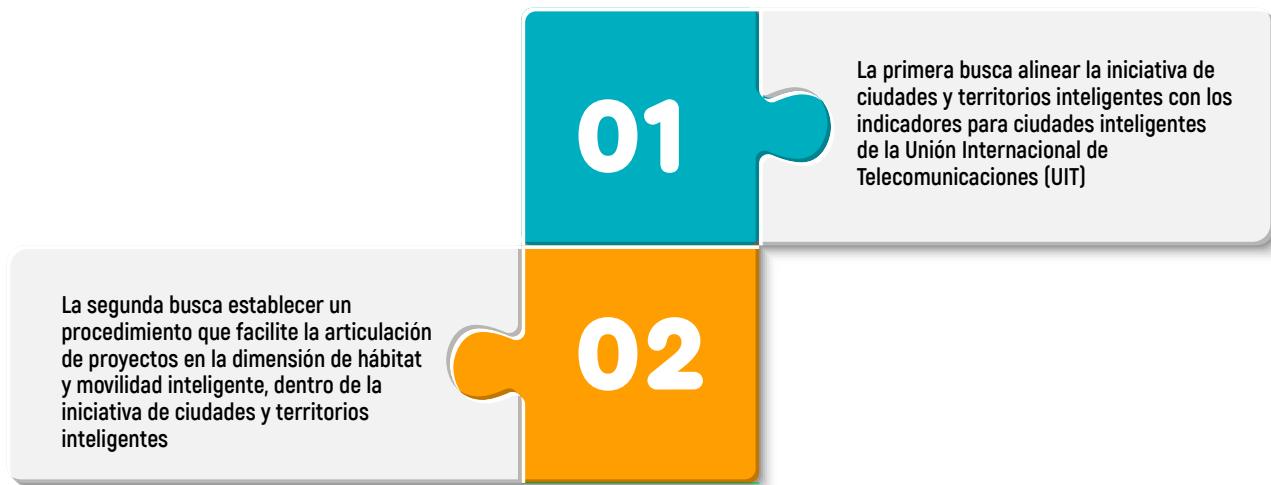 01
La primera busca alinear la iniciativa de
ciudades y territorios inteligentes con los
indicadores para ciudades inteligentes
de la Unión Internacional de
Telecomunicaciones (UIT)
La segunda busca establecer un
procedimiento que facilite la articulación
de proyectos en la dimensión de hábitat
y movilidad inteligente, dentro de la
iniciativa de ciudades y territorios
inteligentes
02